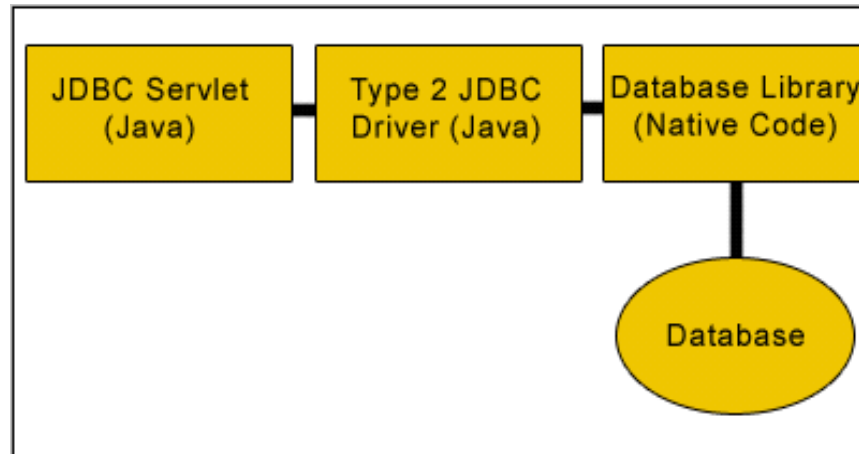 JDBC Servlet
(Java)
Type 2 JDBC
Driver (Java)
Database Library
(Native Code)
Database